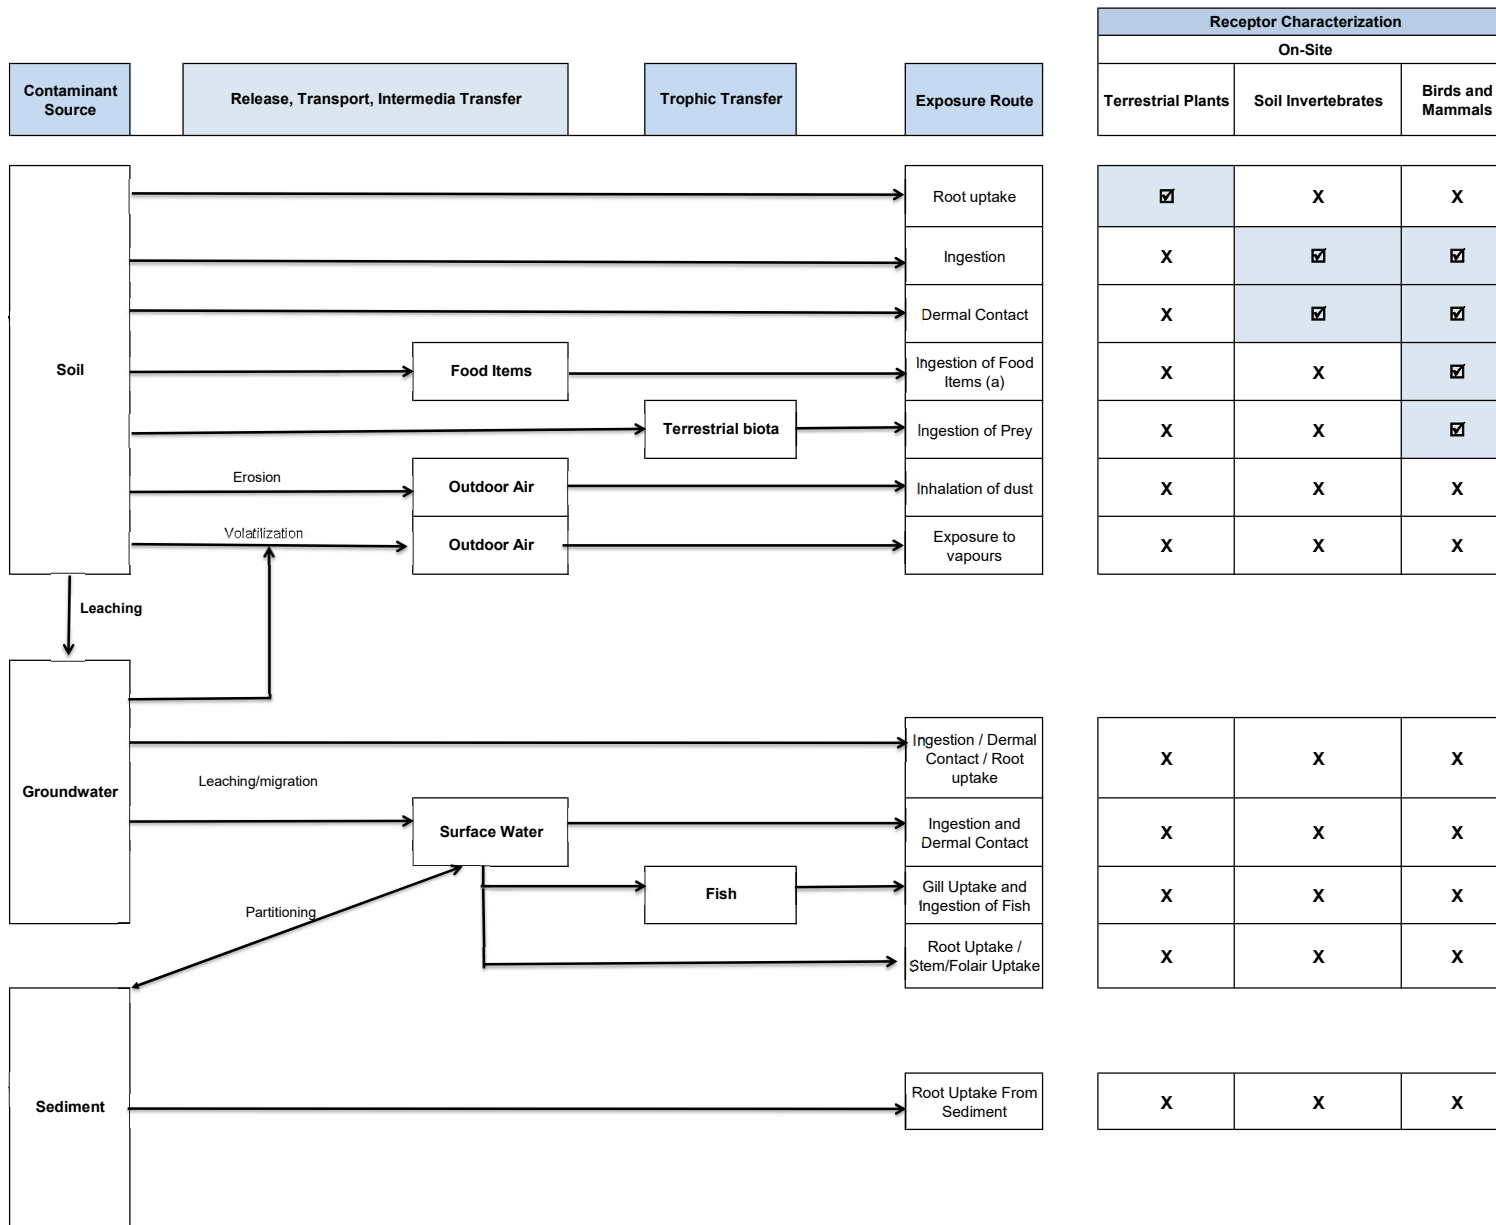 Receptor Characterization
On-Site
Contaminant
Source
Release, Transport, Intermedia Transfer
Trophic Transfer
Exposure Route
Terrestrial Plants
Soil Invertebrates
Birds and
Mammals
Soil
Root uptake
☑ X X
Ingestion
X ☑ ☑
Dermal Contact
X ☑ ☑
Food Items
Ingestion of Food
Items (a)
X X ☑
Terrestrial biota
Ingestion of Prey
X X ☑
Erosion
Outdoor Air
Inhalation of dust
X X X
Volatilization
Outdoor Air
Exposure to
vapours
X X X
Leaching
Groundwater
Ingestion / Dermal
Contact / Root
uptake
X X X
Leaching/migration
Surface Water
Ingestion and
Dermal Contact
X X X
Partitioning
Fish
Gill Uptake and
Ingestion of Fish
X X X
Root Uptake /
Stem/Folair Uptake
X X X
Sediment
Root Uptake From
Sediment
X X X